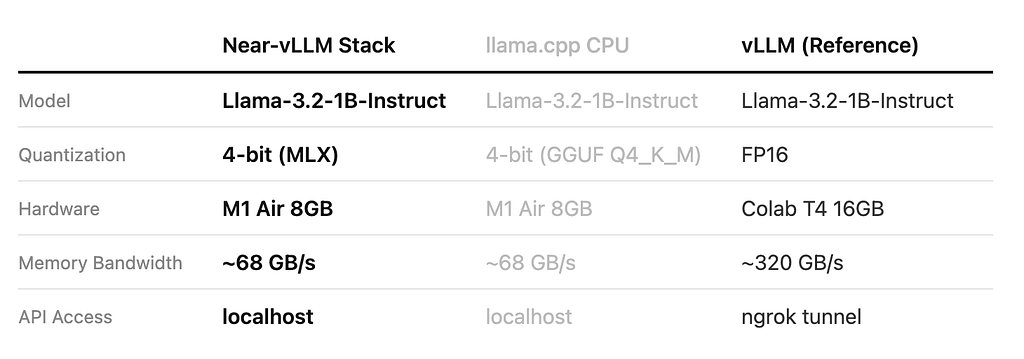 Near-vLLM Stack llama.cpp CPU vLLM (Reference)
Model Llama-3.2-1B-Instruct Llama-3.2-1B-Instruct Llama-3.2-1B-Instruct
Quantization 4-bit (MLX) 4-bit (GGUF Q4_K_M) FP16
Hardware M1 Air 8GB M1 Air 8GB Colab T4 16GB
Memory Bandwidth ~68 GB/s ~68 GB/s ~320 GB/s
API Access localhost localhost ngrok tunnel